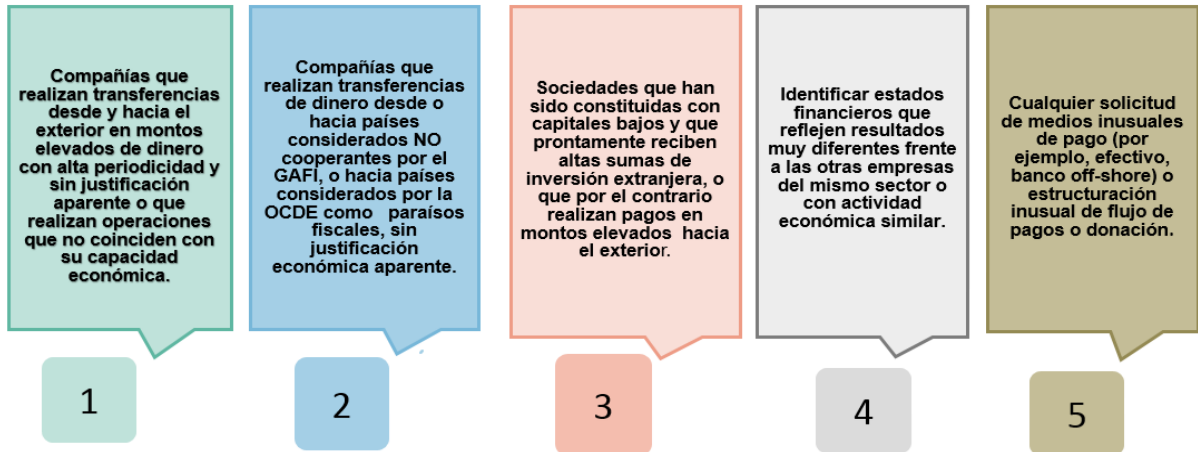 Compañías que
realizan transferencias
desde y hacia el
exterior en montos
elevados de dinero
con alta periodicidad y
sin justificación
aparente o que
realizan operaciones
que no coinciden con
su capacidad
económica.
1
Compañías que
realizan transferencias
de dinero desde o
hacia países
considerados NO
cooperantes por el
GAFI, o hacia países
considerados por la
OCDE como paraísos
fiscales, sin
justificación
económica aparente.
2
Sociedades que han
sido constituidas con
capitales bajos y que
prontamente reciben
altas sumas de
inversión extranjera, o
que por el contrario
realizan pagos en
montos elevados hacia
el exterior.
3
Identificar estados
financieros que
reflejen resultados
muy diferentes frente
a las otras empresas
del mismo sector o
con actividad
económica similar.
4
Cualquier solicitud
de medios inusuales
de pago (por
ejemplo, efectivo,
banco off-shore) o
estructuración
inusual de flujo de
pagos o donación.
5